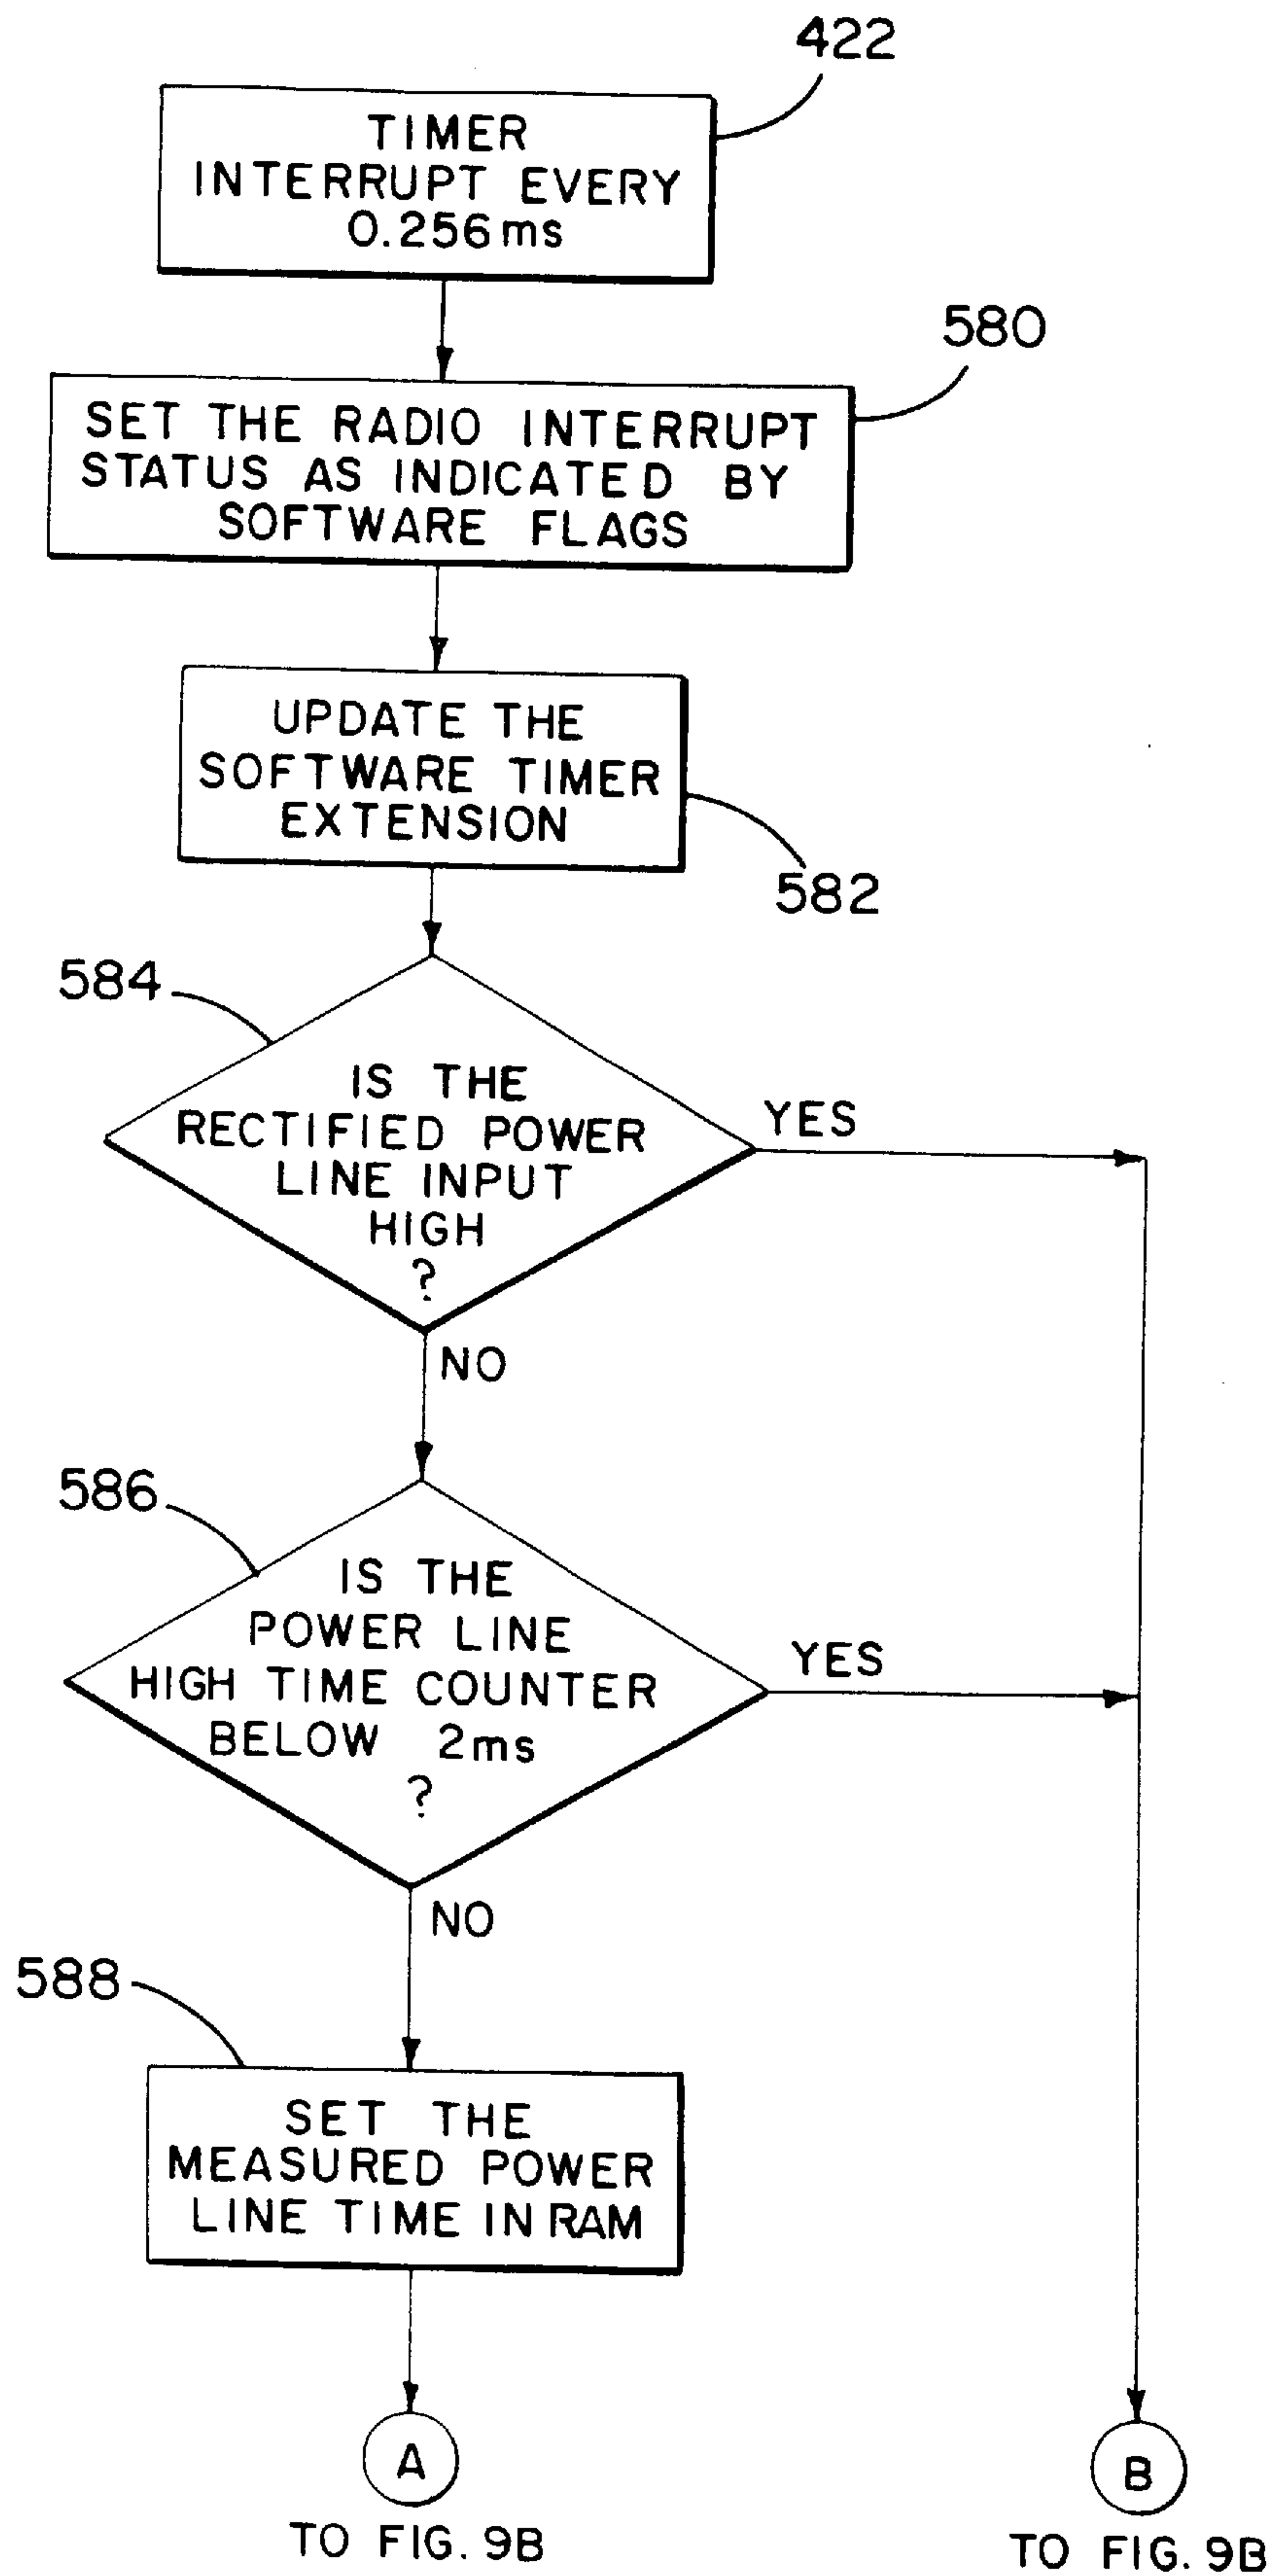 422
TIMER
INTERRUPT EVERY
0.256ms
580
SET THE RADIO INTERRUPT
STATUS AS INDICATED BY
SOFTWARE FLAGS
UPDATE THE
SOFTWARE TIMER
EXTENSION
582
584
IS THE
RECTIFIED POWER
LINE INPUT
HIGH
?
YES
NO
586
IS THE
POWER LINE
HIGH TIME COUNTER
BELOW 2ms
?
YES
NO
588
SET THE
MEASURED POWER
LINE TIME IN RAM
A
B
TO FIG. 9B
TO FIG. 9B